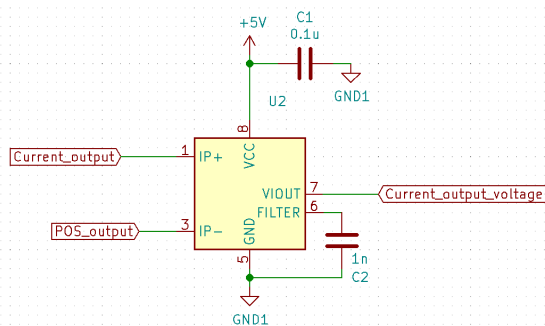 C1
+5V
0.1u
GND1
U2
8
VCC
Current_output
1
IP+
VIOUT
7
Current_output_voltage
FILTER
6
POS_output
3
IP-
GND
5
1n
C2
GND1